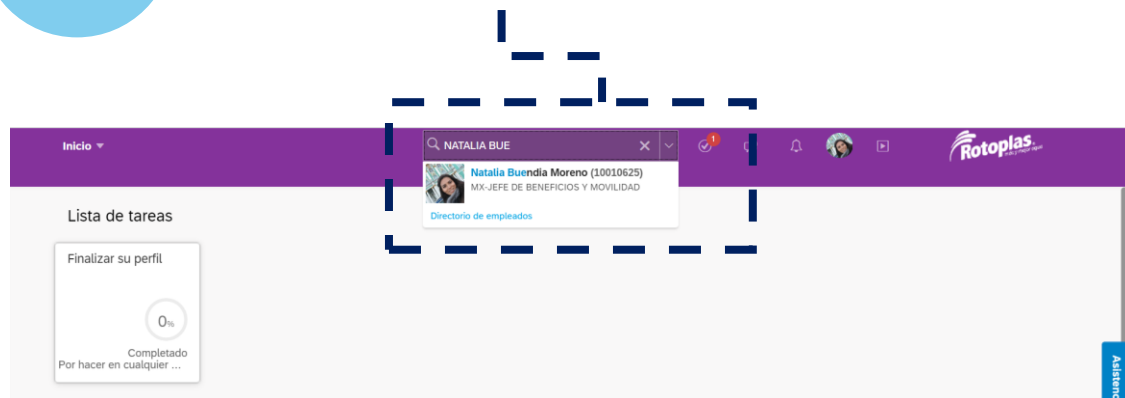 Inicio
NATALIA BUE
1
Rotoplas
Natalia Buendia Moreno (10010625)
MX-JEFE DE BENEFICIOS Y MOVILIDAD
Directorio de empleados
Lista de tareas
Finalizar su perfil
0%
Completado
Por hacer en cualquier ...
Asistenc